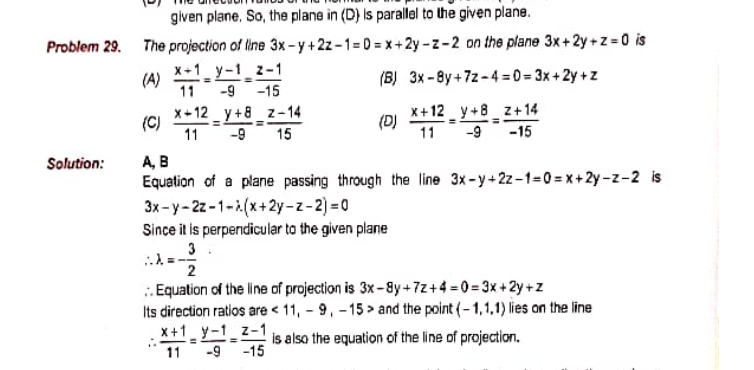 given plane. So, the plane in (D) is parallel to the given plane.
Problem 29. The projection of line 3x – y + 2z – 1 = 0 = x + 2y – z – 2 on the plane 3x + 2y + z = 0 is
(A) \frac{x+1}{11} = \frac{y-1}{-9} = \frac{z-1}{-15} (B) 3x – 8y + 7z – 4 = 0 = 3x + 2y + z
(C) \frac{x+12}{11} = \frac{y+8}{-9} = \frac{z-14}{15} (D) \frac{x+12}{11} = \frac{y+8}{-9} = \frac{z+14}{-15}
Solution: A, B
Equation of a plane passing through the line 3x – y + 2z – 1 = 0 = x + 2y – z – 2 is
3x – y – 2z – 1 – λ(x + 2y – z – 2) = 0
Since it is perpendicular to the given plane
∴ λ = –\frac{3}{2}
∴ Equation of the line of projection is 3x – 8y + 7z + 4 = 0 = 3x + 2y + z
Its direction ratios are < 11, – 9, – 15 > and the point (– 1, 1, 1) lies on the line
∴ \frac{x+1}{11} = \frac{y-1}{-9} = \frac{z-1}{-15} is also the equation of the line of projection.